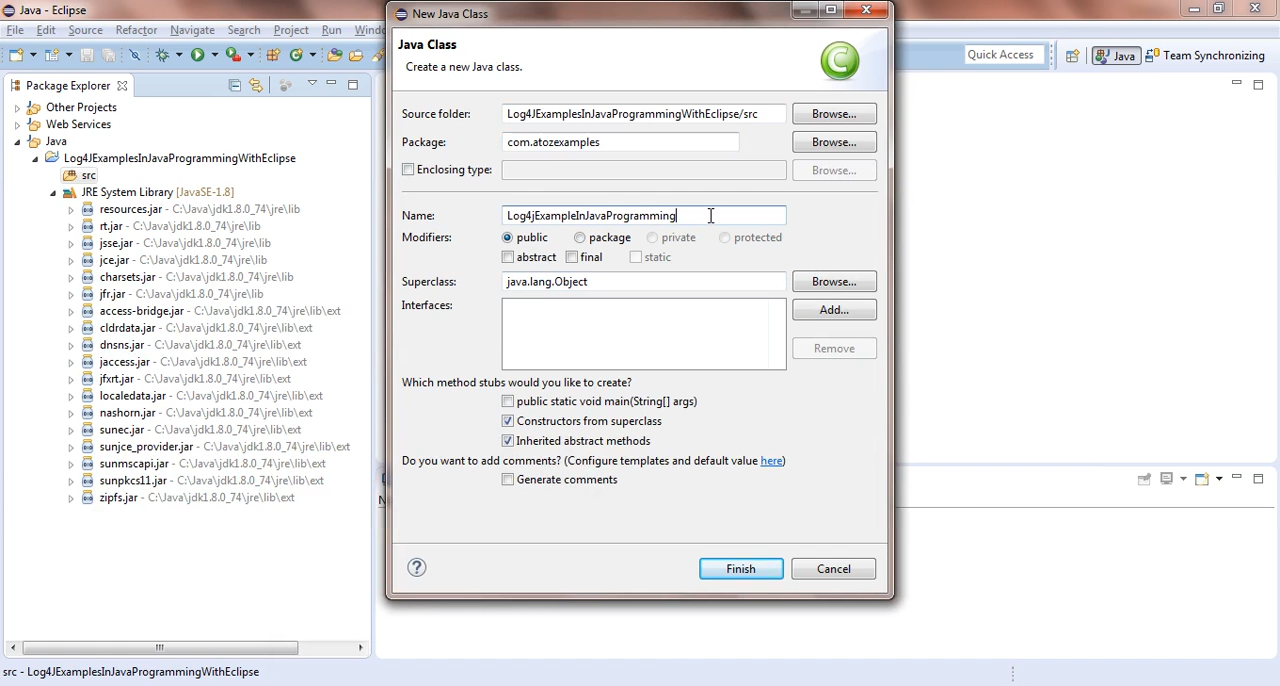 Java - Eclipse
File Edit Source Refactor Navigate Search Project Run Windo
Quick Access Java Team Synchronizing
Package Explorer
Other Projects
Web Services
Java
Log4JExamplesInJavaProgrammingWithEclipse
src
JRE System Library [JavaSE-1.8]
resources.jar - C:\Java\jdk1.8.0_74\jre\lib
rt.jar - C:\Java\jdk1.8.0_74\jre\lib
jsse.jar - C:\Java\jdk1.8.0_74\jre\lib
jce.jar - C:\Java\jdk1.8.0_74\jre\lib
charsets.jar - C:\Java\jdk1.8.0_74\jre\lib
jfr.jar - C:\Java\jdk1.8.0_74\jre\lib
access-bridge.jar - C:\Java\jdk1.8.0_74\jre\lib\ext
cldrdata.jar - C:\Java\jdk1.8.0_74\jre\lib\ext
dnsns.jar - C:\Java\jdk1.8.0_74\jre\lib\ext
jaccess.jar - C:\Java\jdk1.8.0_74\jre\lib\ext
jfxrt.jar - C:\Java\jdk1.8.0_74\jre\lib\ext
localedata.jar - C:\Java\jdk1.8.0_74\jre\lib\ext
nashorn.jar - C:\Java\jdk1.8.0_74\jre\lib\ext
sunec.jar - C:\Java\jdk1.8.0_74\jre\lib\ext
sunjce_provider.jar - C:\Java\jdk1.8.0_74\jre\lib\ext
sunmscapi.jar - C:\Java\jdk1.8.0_74\jre\lib\ext
sunpkcs11.jar - C:\Java\jdk1.8.0_74\jre\lib\ext
zipfs.jar - C:\Java\jdk1.8.0_74\jre\lib\ext
New Java Class
Java Class
Create a new Java class.
C
Source folder: Log4JExamplesInJavaProgrammingWithEclipse/src Browse...
Package: com.atozexamples Browse...
Enclosing type: Browse...
Name: Log4jExampleInJavaProgramming
Modifiers: public package private protected
abstract final static
Superclass: java.lang.Object Browse...
Interfaces: Add...
Remove
Which method stubs would you like to create?
public static void main(String[] args)
Constructors from superclass
Inherited abstract methods
Do you want to add comments? (Configure templates and default value here)
Generate comments
? Finish Cancel
src - Log4JExamplesInJavaProgrammingWithEclipse